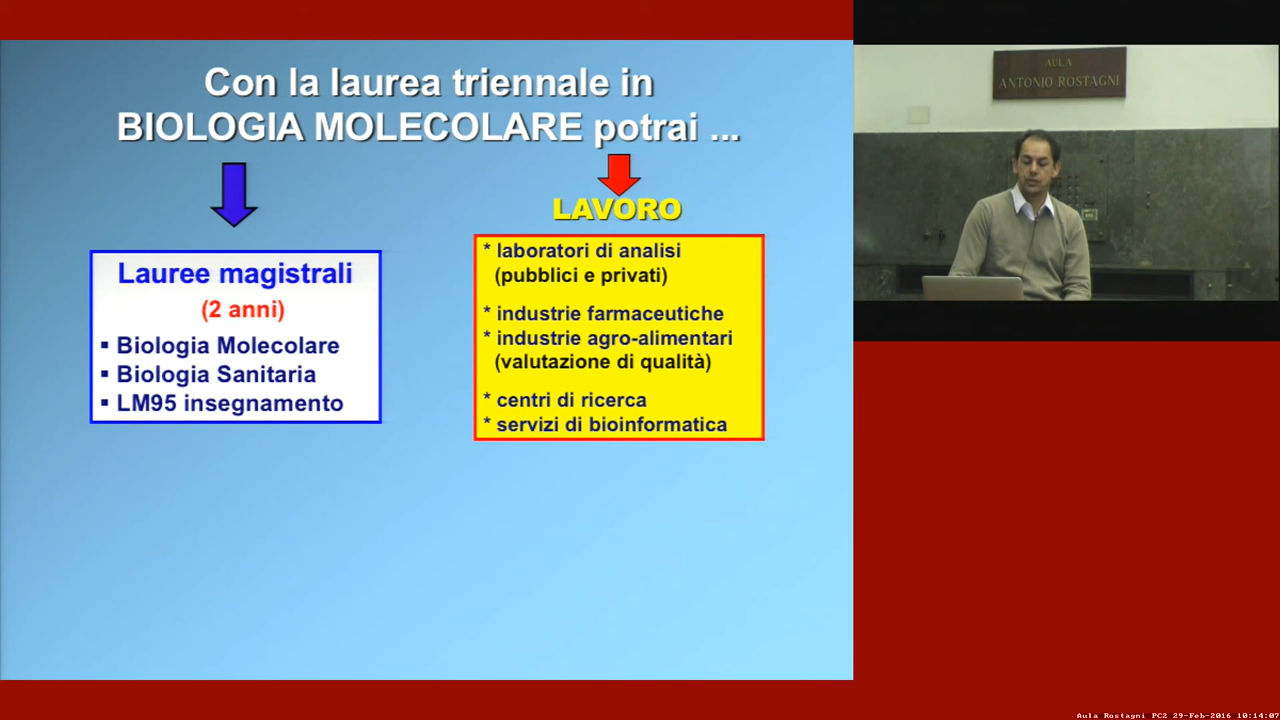 Con la laurea triennale in
BIOLOGIA MOLECOLARE potrai ...
Lauree magistrali
(2 anni)
▪ Biologia Molecolare
▪ Biologia Sanitaria
▪ LM95 insegnamento
LAVORO
* laboratori di analisi
(pubblici e privati)
* industrie farmaceutiche
* industrie agro-alimentari
(valutazione di qualità)
* centri di ricerca
* servizi di bioinformatica
AULA
ANTONIO ROSTAGNI
Aula Rostagni PC2 29-Feb-2016 10:14:07